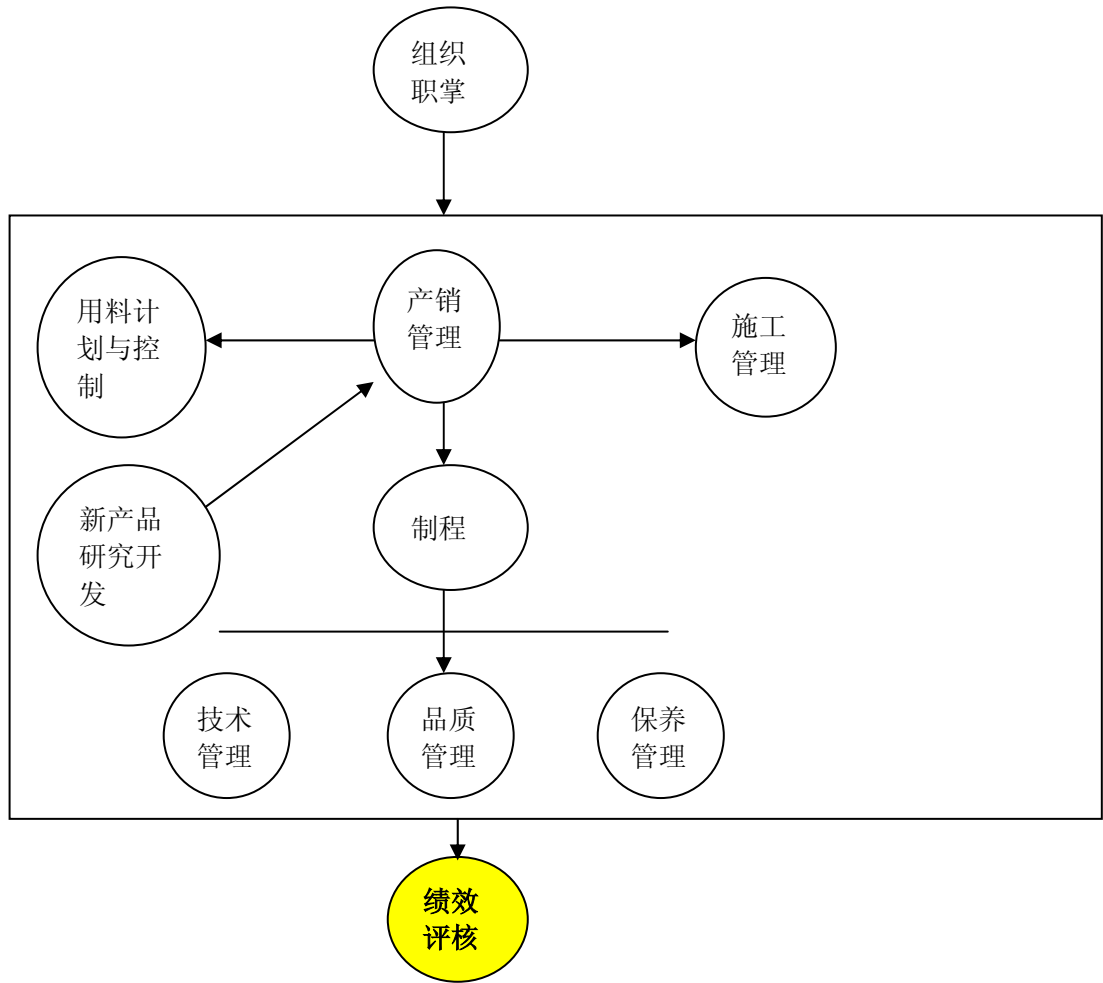 组织
职掌
用料计
划与控
制
产销
管理
施工
管理
新产品
研究开
发
制程
技术
管理
品质
管理
保养
管理
绩效
评核